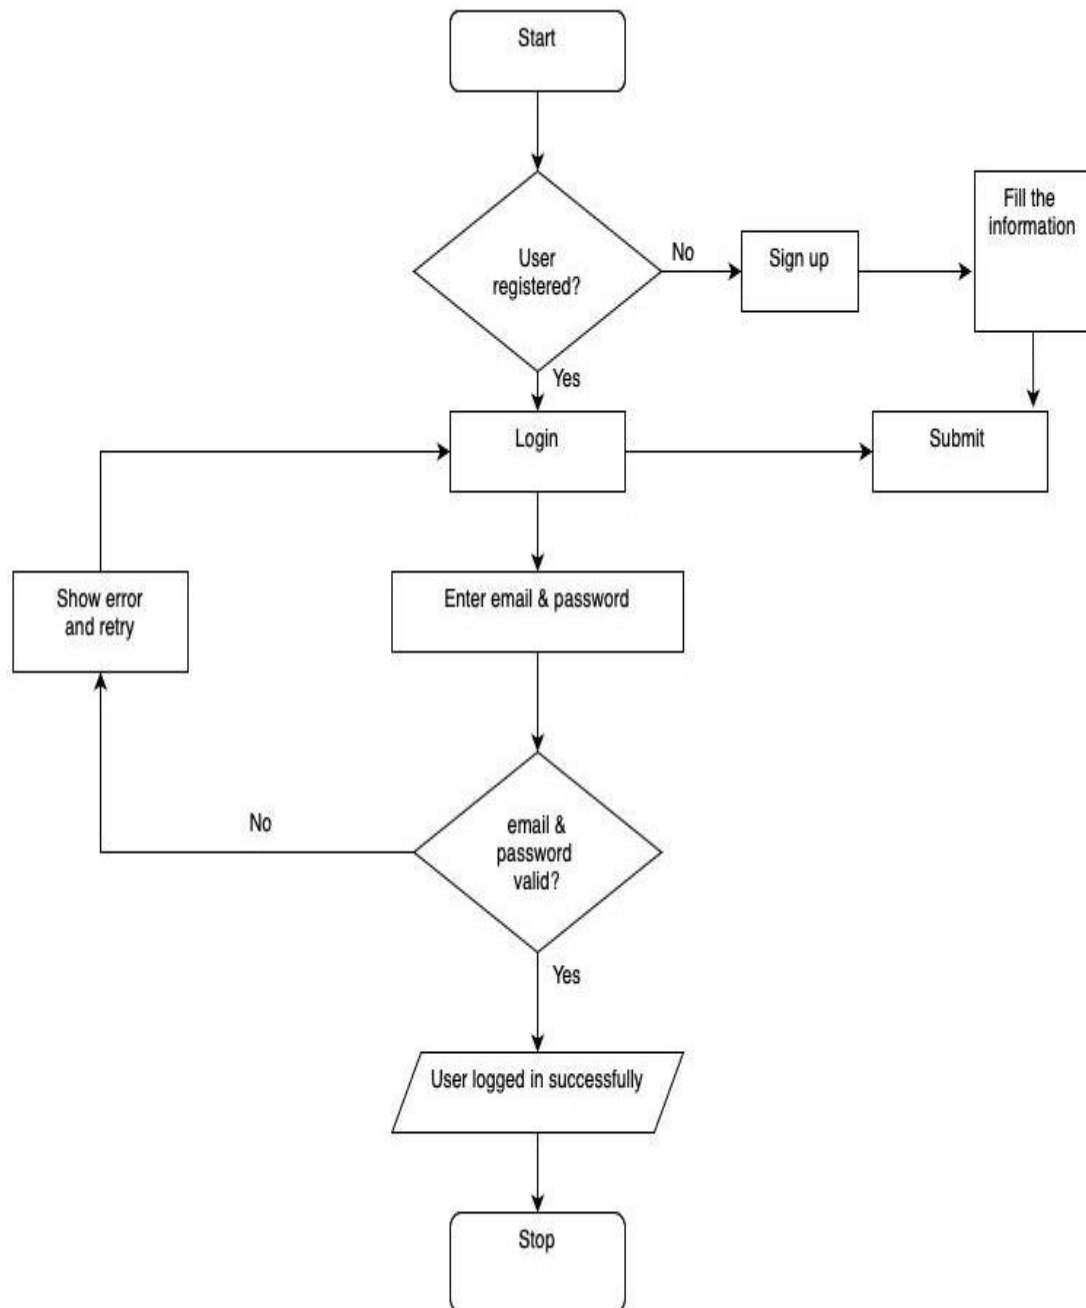 Start
User
registered?
No
Sign up
Fill the
information
Yes
Login
Submit
Show error
and retry
Enter email & password
No
email &
password
valid?
Yes
User logged in successfully
Stop